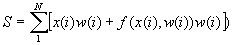 S = \sum_{1}^{N} [x(i)w(i) + f(x(i), w(i))w(i)]